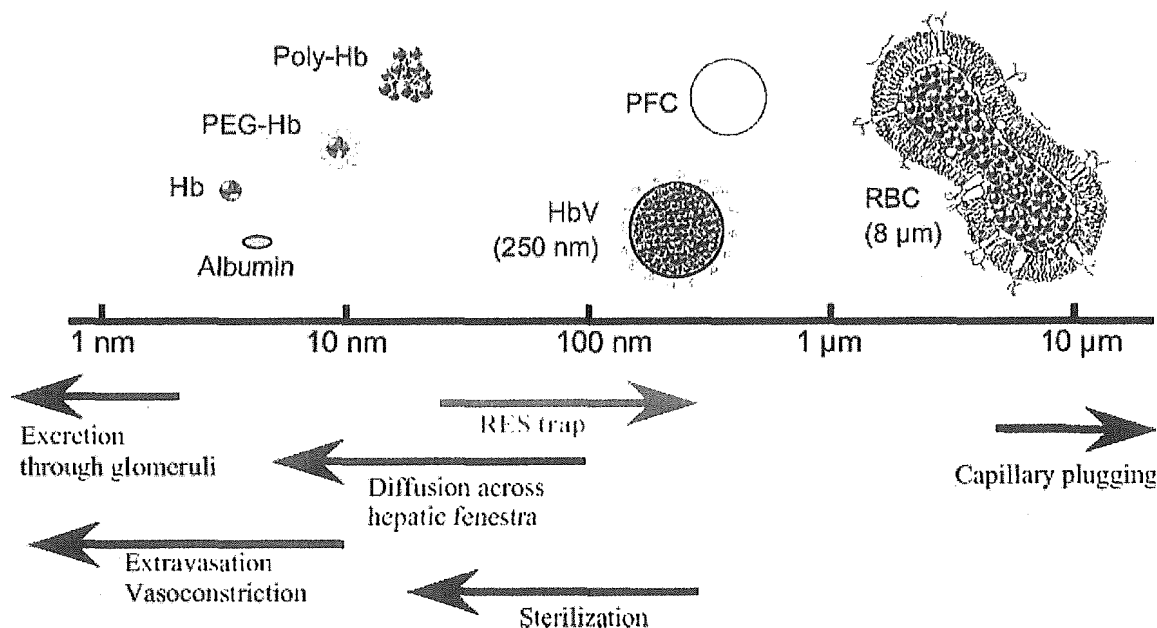 Poly-Hb
PEG-Hb
Hb
Albumin
PFC
HbV
(250 nm)
RBC
(8 µm)
1 nm
10 nm
100 nm
1 µm
10 µm
Excretion
through glomeruli
RES trap
Capillary plugging
Diffusion across
hepatic fenestra
Extravasation
Vasoconstriction
Sterilization